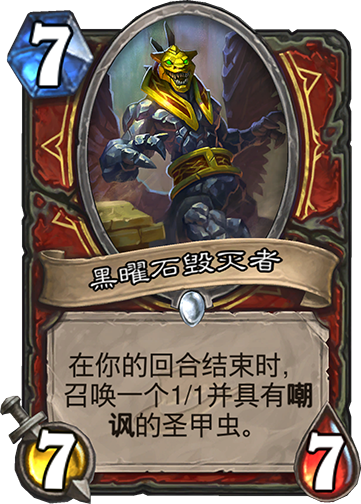 7
黑曜石毁灭者
在你的回合结束时，
召唤一个1/1并具有嘲
讽的圣甲虫。
7
7